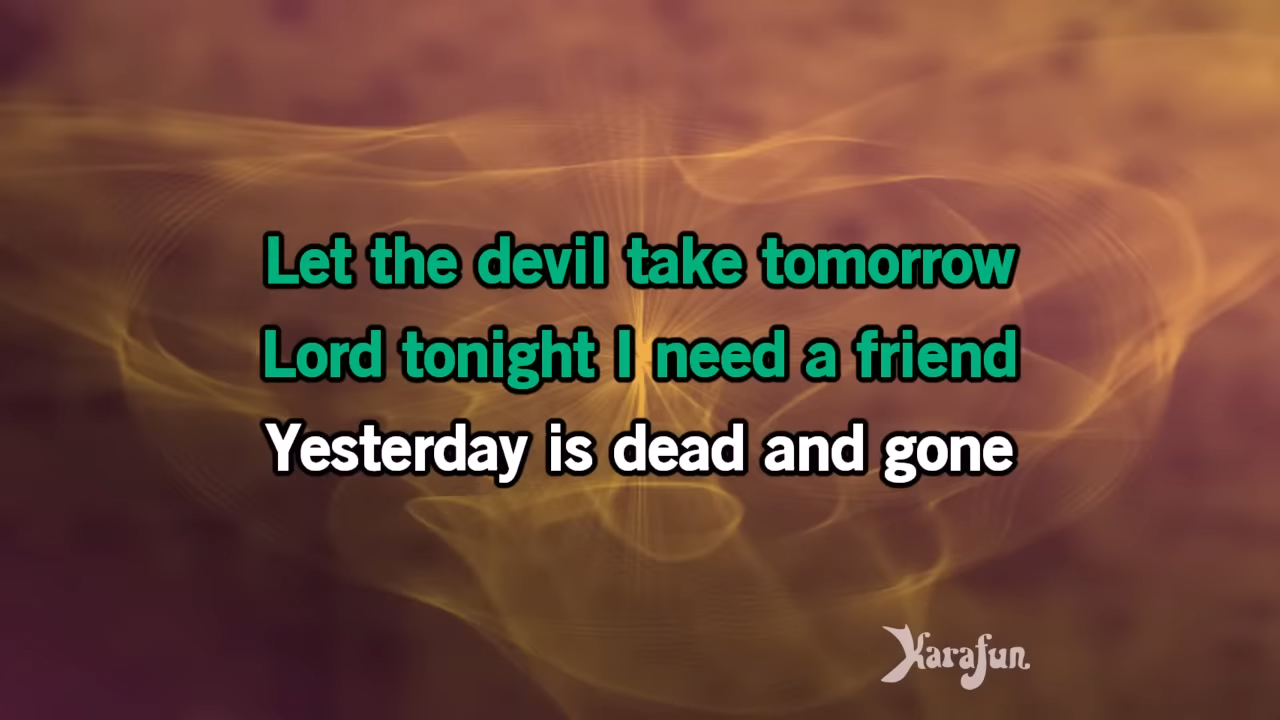 Let the devil take tomorrow
Lord tonight I need a friend
Yesterday is dead and gone
Karafun